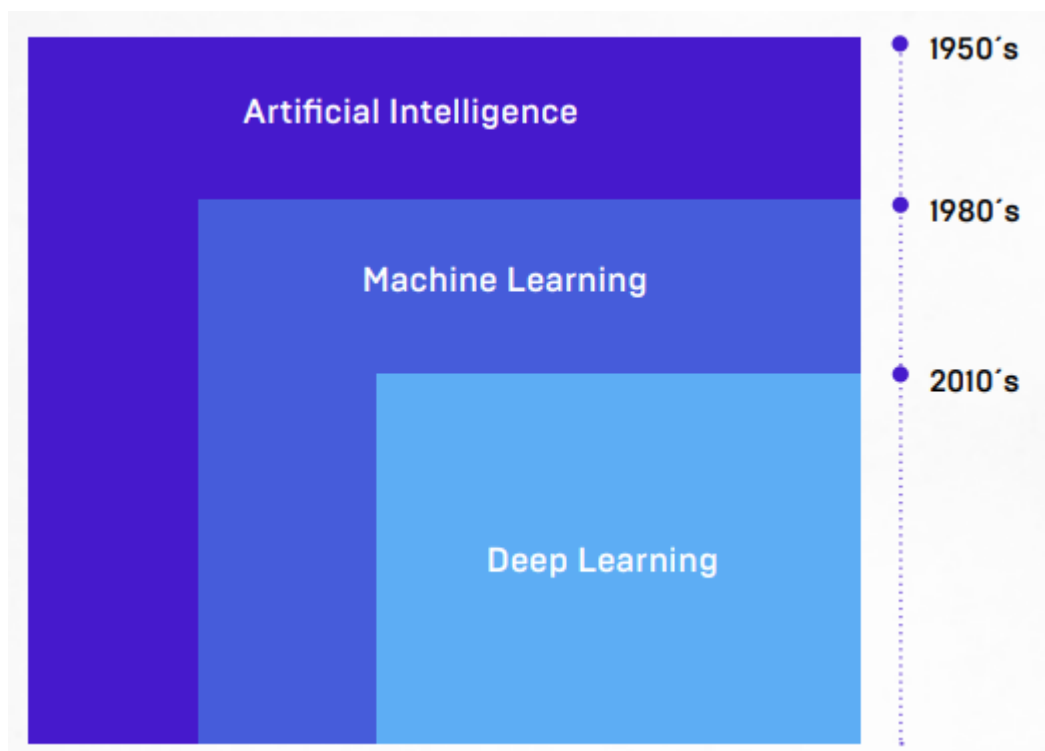 1950´s
Artificial Intelligence
1980´s
Machine Learning
2010´s
Deep Learning